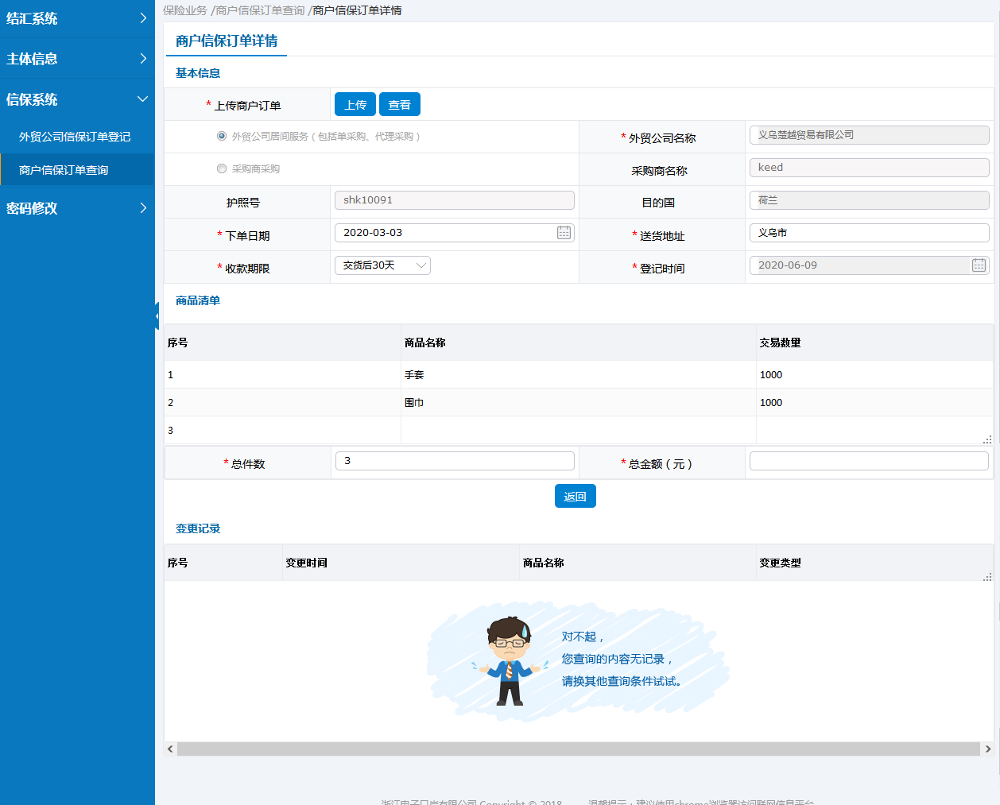 结汇系统
主体信息
信保系统
外贸公司信保订单登记
商户信保订单查询
密码修改
保险业务 /商户信保订单查询 /商户信保订单详情
商户信保订单详情
基本信息
* 上传商户订单 上传 查看
外贸公司居间服务（包括单采购、代理采购） * 外贸公司名称 义乌楚越贸易有限公司
采购商采购 采购商名称 keed
护照号 shk10091 目的国 荷兰
* 下单日期 2020-03-03 * 送货地址 义乌市
* 收款期限 交货后30天 * 登记时间 2020-06-09
商品清单
序号 商品名称 交易数量
1 手套 1000
2 围巾 1000
3
* 总件数 3 * 总金额（元）
返回
变更记录
序号 变更时间 商品名称 变更类型
对不起，
您查询的内容无记录，
请换其他查询条件试试。
浙江电子口岸有限公司 Copyright © 2018 温馨提示：建议使用chrome浏览器访问联网信息平台